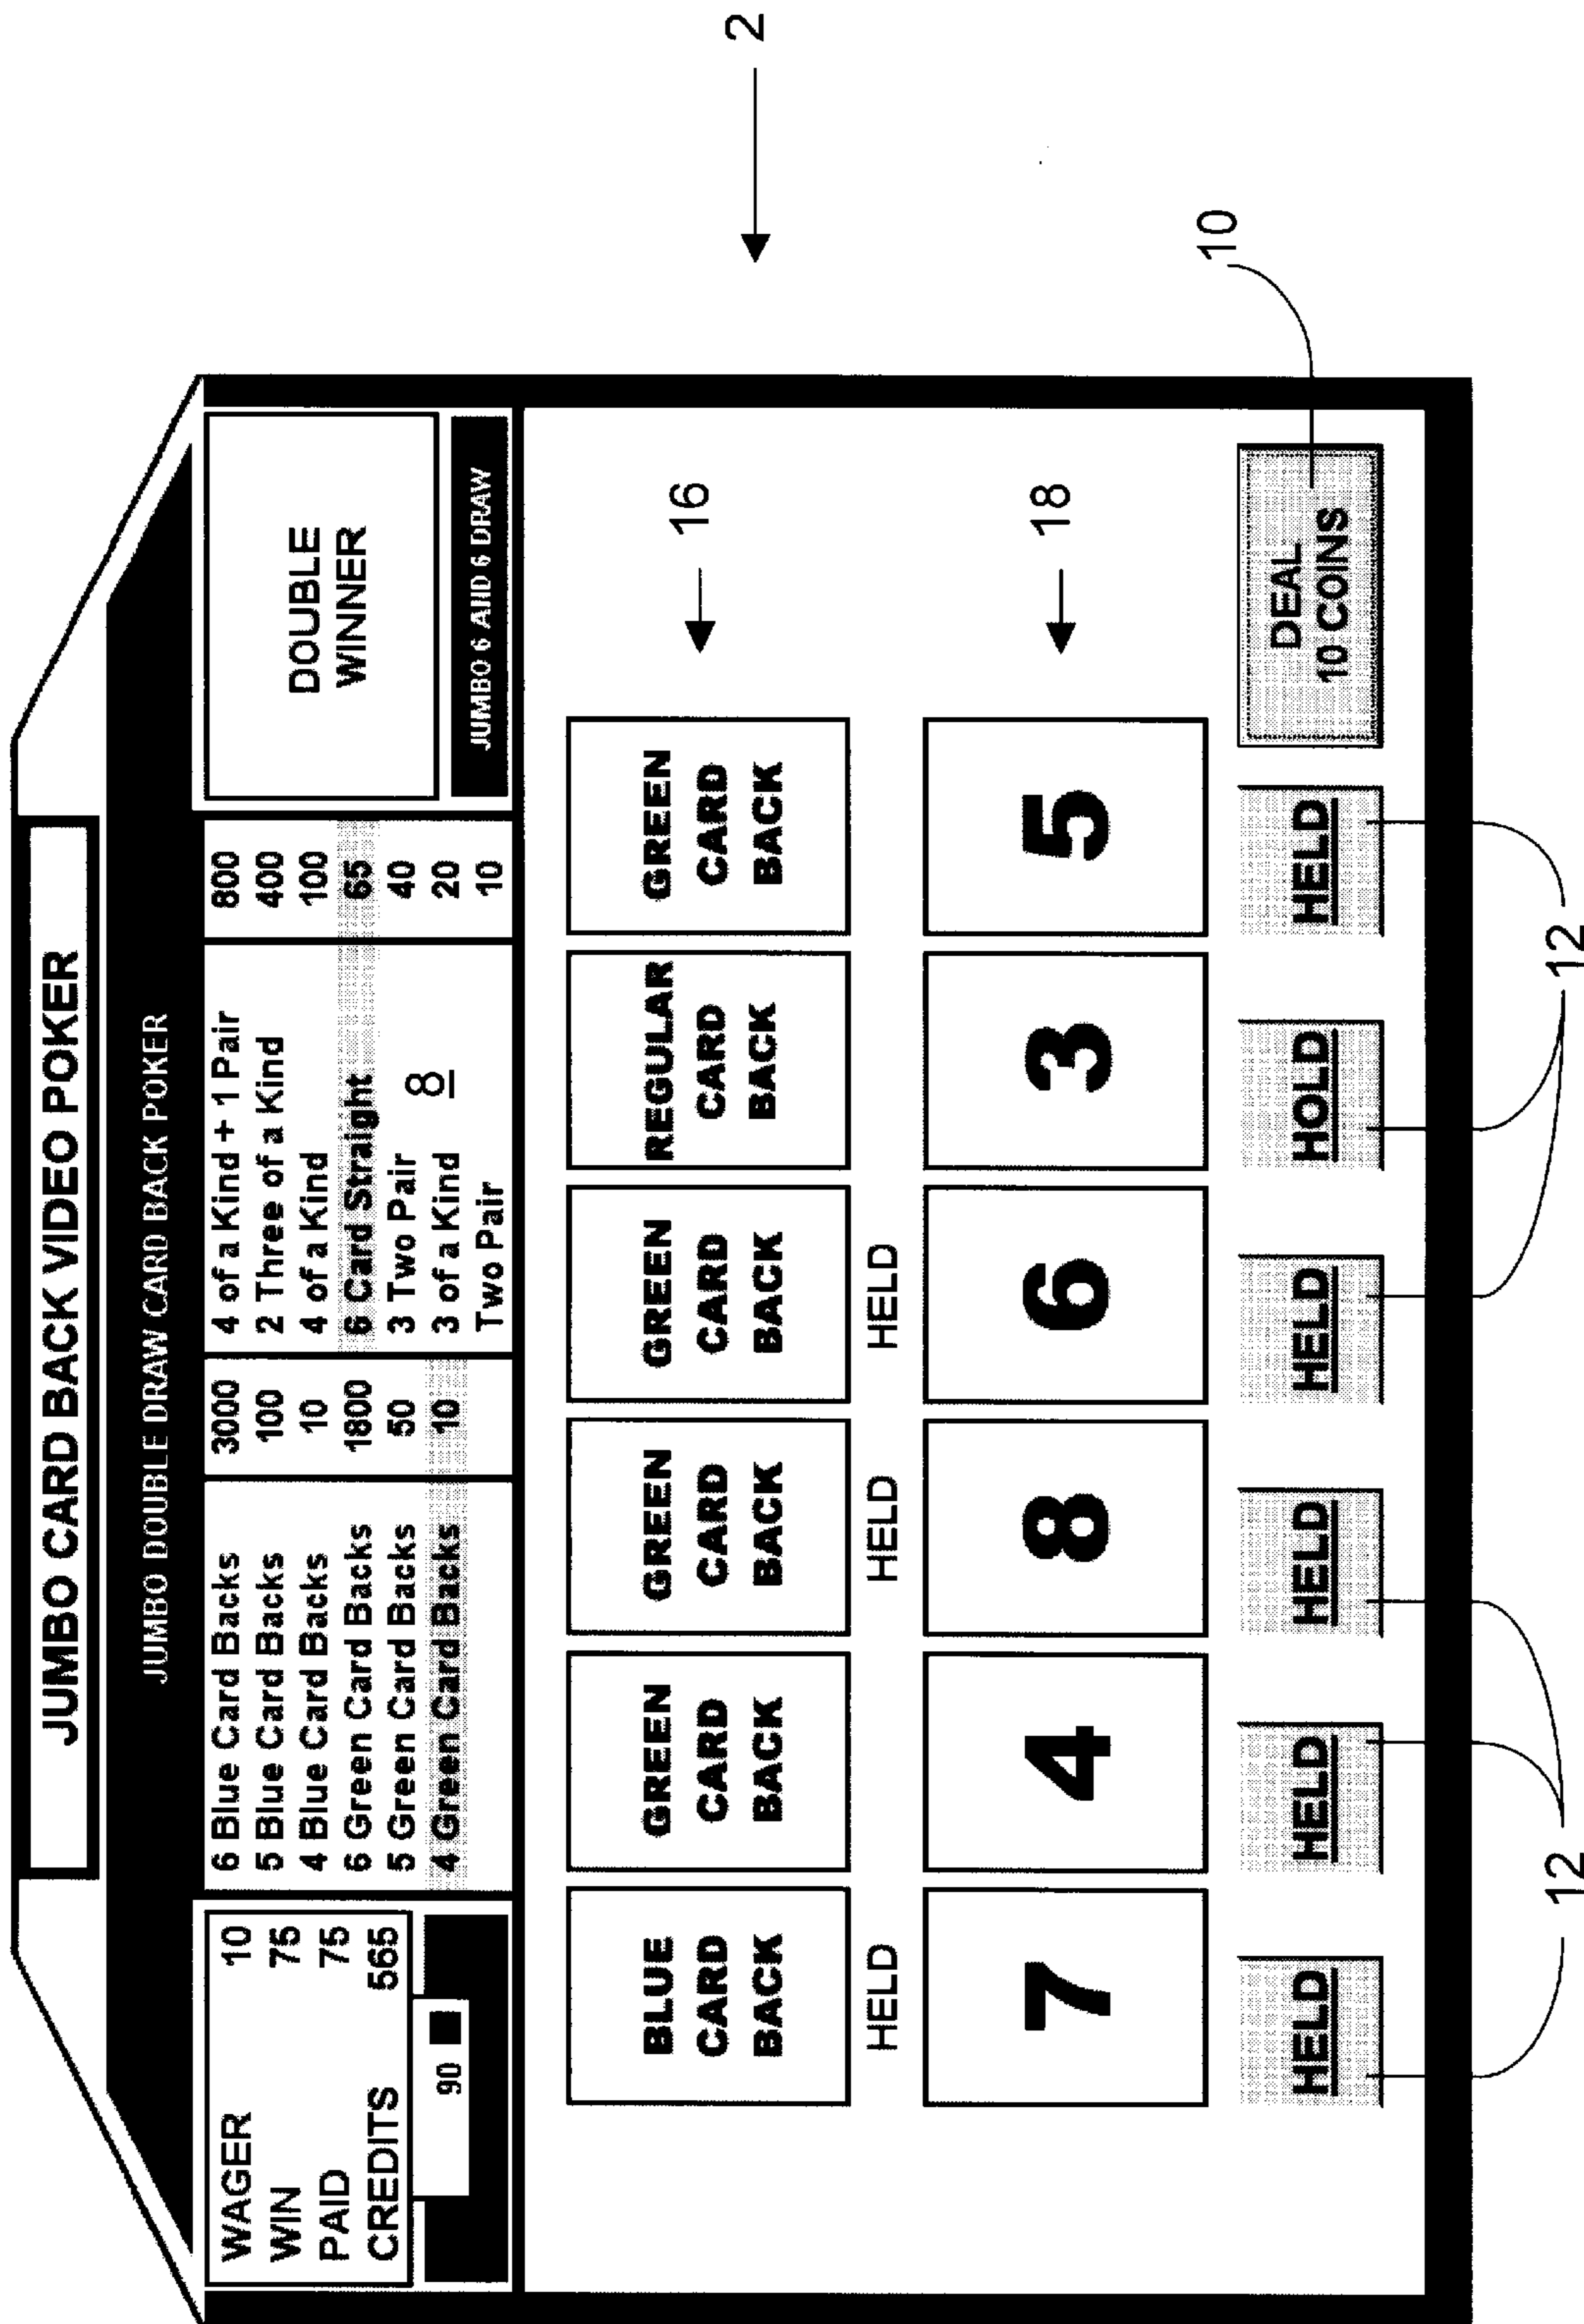 JUMBO CARD BACK VIDEO POKER
JUMBO DOUBLE DRAW CARD BACK POKER
WAGER 10
WIN 75
PAID 75
CREDITS 565
90
6 Blue Card Backs 3000
5 Blue Card Backs 100
4 Blue Card Backs 10
6 Green Card Backs 1800
5 Green Card Backs 50
4 Green Card Backs 10
4 of a Kind + 1 Pair 800
2 Three of a Kind 400
4 of a Kind 100
6 Card Straight 65
3 Two Pair 40
3 of a Kind 20
Two Pair 10
8
DOUBLE
WINNER
JUMBO 6 AND 6 DRAW
2
BLUE CARD BACK
GREEN CARD BACK
GREEN CARD BACK
GREEN CARD BACK
REGULAR CARD BACK
GREEN CARD BACK
16
HELD HELD HELD
7 4 8 6 3 5
18
HELD HELD HELD HELD HOLD HELD
DEAL
10 COINS
10
12 12